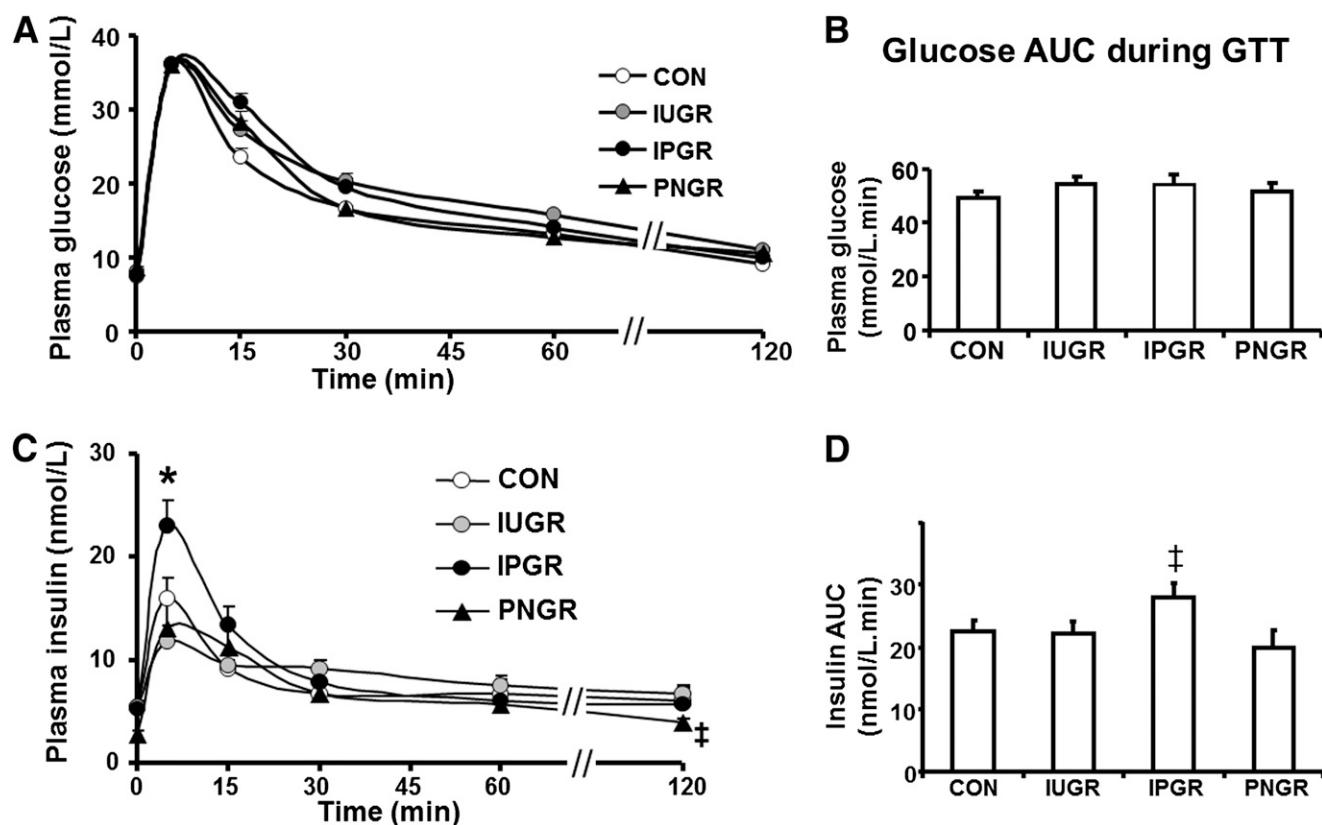 A
Plasma glucose (mmol/L)
40
30
20
10
0
CON
IUGR
IPGR
PNGR
//
//
0 15 30 45 60 120
Time (min)
B
Glucose AUC during GTT
Plasma glucose
(mmol/L.min)
60
40
20
0
CON IUGR IPGR PNGR
C
Plasma insulin (nmol/L)
30
20
10
0
*
CON
IUGR
IPGR
PNGR
//
‡
//
0 15 30 45 60 120
Time (min)
D
Insulin AUC
(nmol/L.min)
30
20
10
0
‡
CON IUGR IPGR PNGR